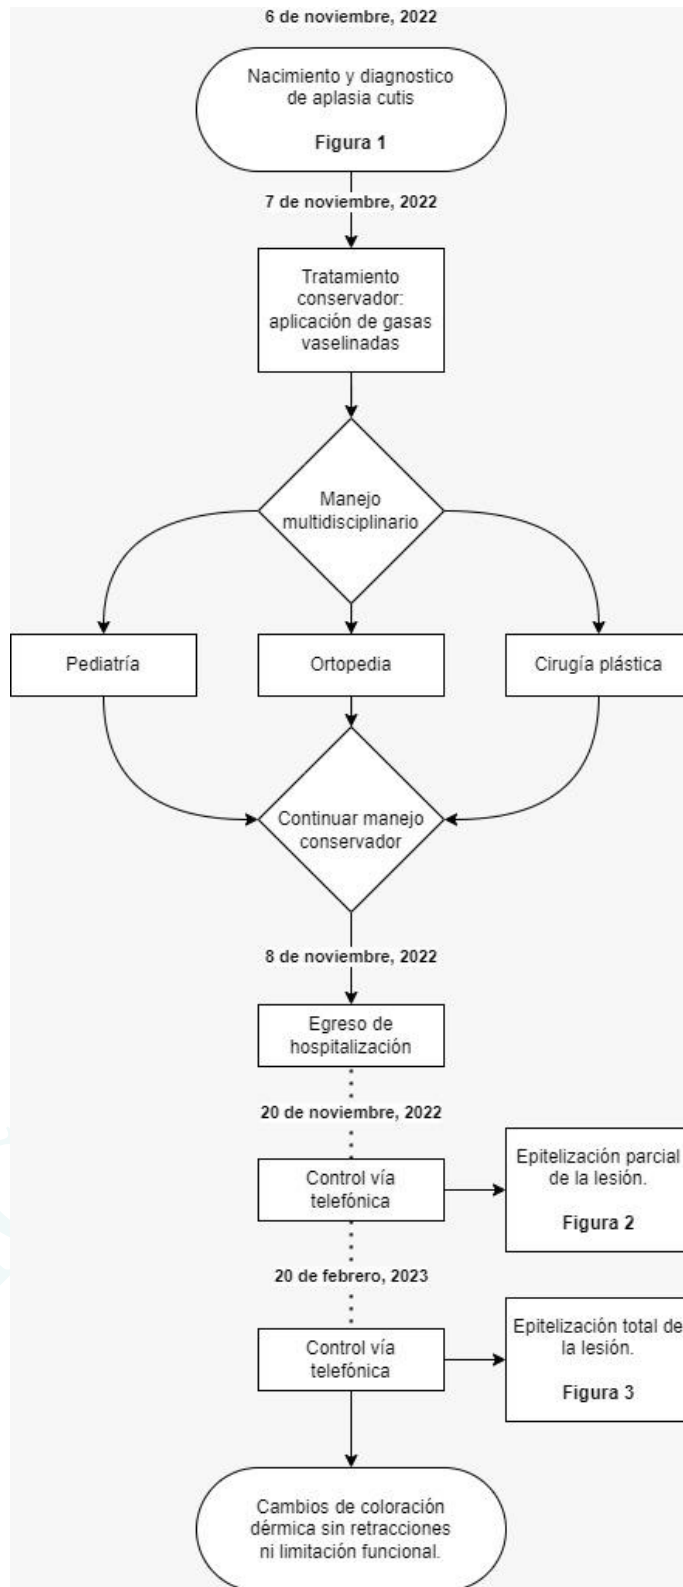 6 de noviembre, 2022
Nacimiento y diagnostico
de aplasia cutis
Figura 1
7 de noviembre, 2022
Tratamiento
conservador:
aplicación de gasas
vaselinadas
Manejo
multidisciplinario
Pediatría
Ortopedia
Cirugía plástica
Continuar manejo
conservador
8 de noviembre, 2022
Egreso de
hospitalización
20 de noviembre, 2022
Control vía
telefónica
Epitelización parcial
de la lesión.
Figura 2
20 de febrero, 2023
Control vía
telefónica
Epitelización total de
la lesión.
Figura 3
Cambios de coloración
dérmica sin retracciones
ni limitación funcional.